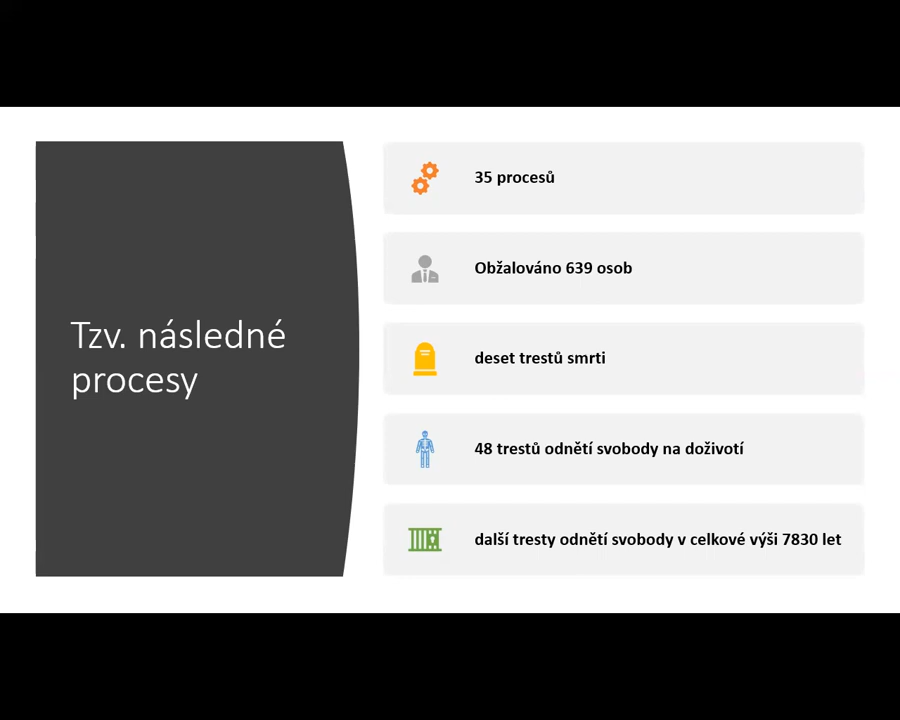 Tzv. následné
procesy
35 procesů
Obžalováno 639 osob
deset trestů smrti
48 trestů odnětí svobody na doživotí
další tresty odnětí svobody v celkové výši 7830 let